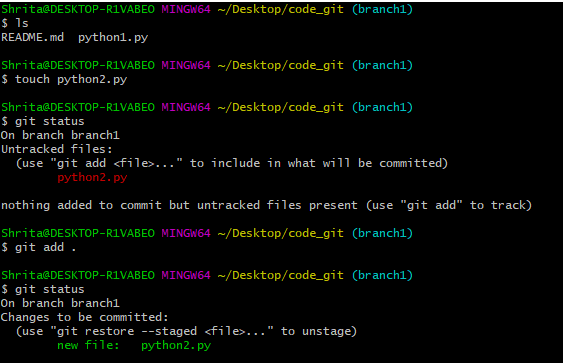 Shrita@DESKTOP-R1VABEO MINGW64 ~/Desktop/code_git (branch1)
$ ls
README.md  python1.py
Shrita@DESKTOP-R1VABEO MINGW64 ~/Desktop/code_git (branch1)
$ touch python2.py
Shrita@DESKTOP-R1VABEO MINGW64 ~/Desktop/code_git (branch1)
$ git status
On branch branch1
Untracked files:
  (use "git add <file>..." to include in what will be committed)
        python2.py
nothing added to commit but untracked files present (use "git add" to track)
Shrita@DESKTOP-R1VABEO MINGW64 ~/Desktop/code_git (branch1)
$ git add .
Shrita@DESKTOP-R1VABEO MINGW64 ~/Desktop/code_git (branch1)
$ git status
On branch branch1
Changes to be committed:
  (use "git restore --staged <file>..." to unstage)
        new file:   python2.py